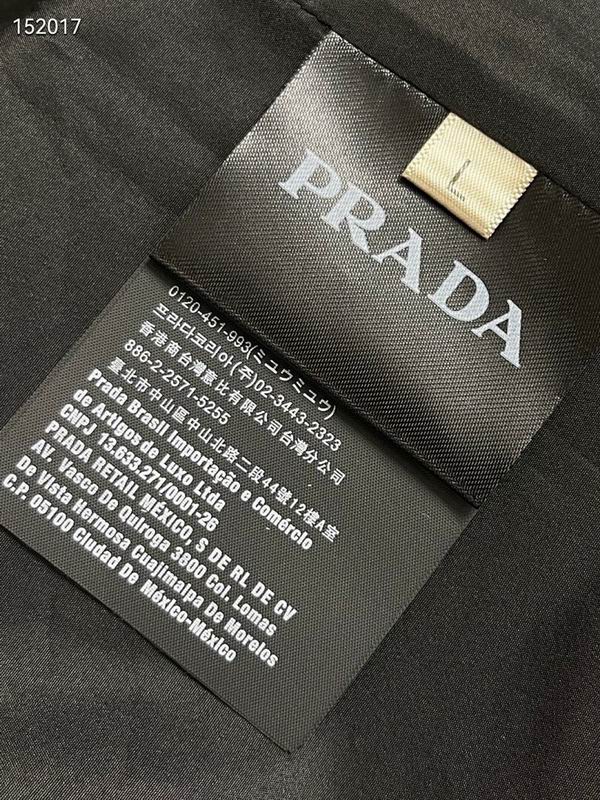 152017
PRADA
L
0120-451-993(ミュウミュウ)
프라다코리아(주)02-3443-2323
香港商台灣意比有限公司台灣分公司
886-2-2571-5255
臺北市中山區中山北路二段44號12樓A室
Prada Brasil Importação e Comércio
de Artigos de Luxo Ltda
CNPJ 13.633.271/0001-26
PRADA RETAIL MÉXICO, S DE RL DE CV
AV. Vasco De Quiroga 3800 Col. Lomas
De Vista Hermosa Cuajimalpa De Morelos
C.P. 05100 Ciudad De México-México